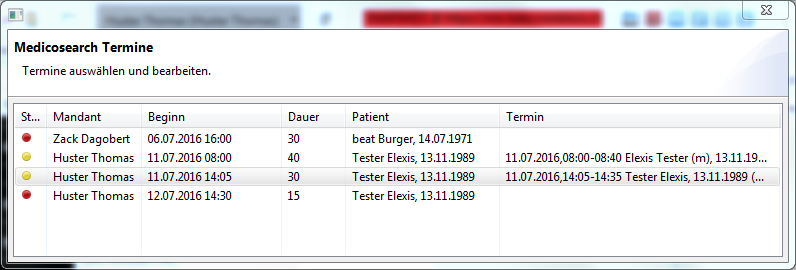 Huster Thomas (Huster Thomas)
Medicosearch Termine
Termine auswählen und bearbeiten.
St... Mandant Beginn Dauer Patient Termin
Zack Dagobert 06.07.2016 16:00 30 beat Burger, 14.07.1971
Huster Thomas 11.07.2016 08:00 40 Tester Elexis, 13.11.1989 11.07.2016,08:00-08:40 Elexis Tester (m), 13.11.19...
Huster Thomas 11.07.2016 14:05 30 Tester Elexis, 13.11.1989 11.07.2016,14:05-14:35 Tester Elexis, 13.11.1989 (...
Huster Thomas 12.07.2016 14:30 15 Tester Elexis, 13.11.1989